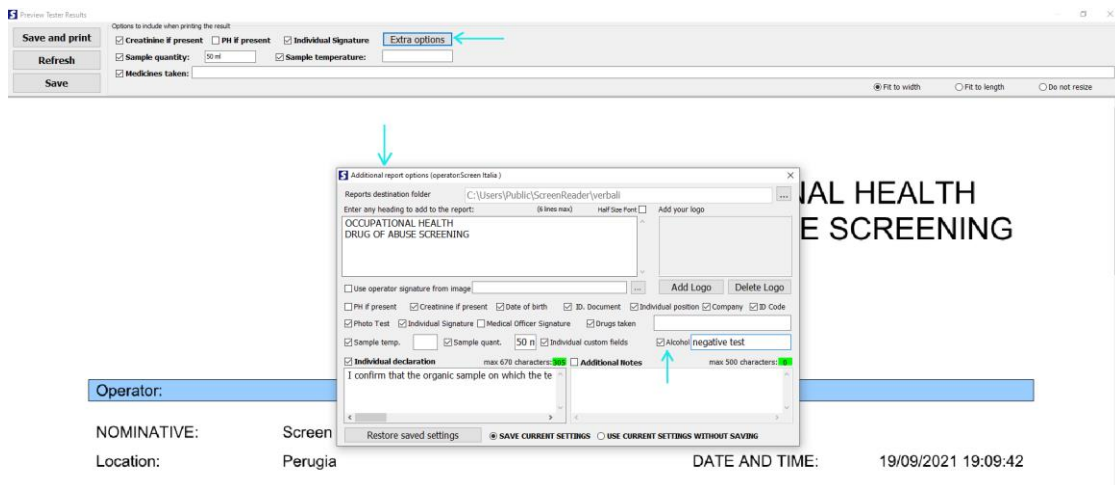 Preview Tester Results
Save and print
Refresh
Save
Options to include when printing the result
Creatinine if present PH if present Individual Signature Extra options
Sample quantity: 50 ml Sample temperature:
Medicines taken:
Fit to width Fit to length Do not resize
Additional report options (operator:Screen Italia )
Reports destination folder C:\Users\Public\ScreenReader\verbali ...
Enter any heading to add to the report: (6 lines max) Half Size Font Add your logo
OCCUPATIONAL HEALTH
DRUG OF ABUSE SCREENING
Use operator signature from image ... Add Logo Delete Logo
PH if present Creatinine if present Date of birth ID. Document Individual position Company ID Code
Photo Test Individual Signature Medical Officer Signature Drugs taken
Sample temp. Sample quant. 50 n Individual custom fields Alcohol negative test
Individual declaration max 670 characters: 305 Additional Notes max 500 characters: 0
I confirm that the organic sample on which the te
Restore saved settings SAVE CURRENT SETTINGS USE CURRENT SETTINGS WITHOUT SAVING
AL HEALTH
E SCREENING
Operator:
NOMINATIVE: Screen
Location: Perugia DATE AND TIME: 19/09/2021 19:09:42